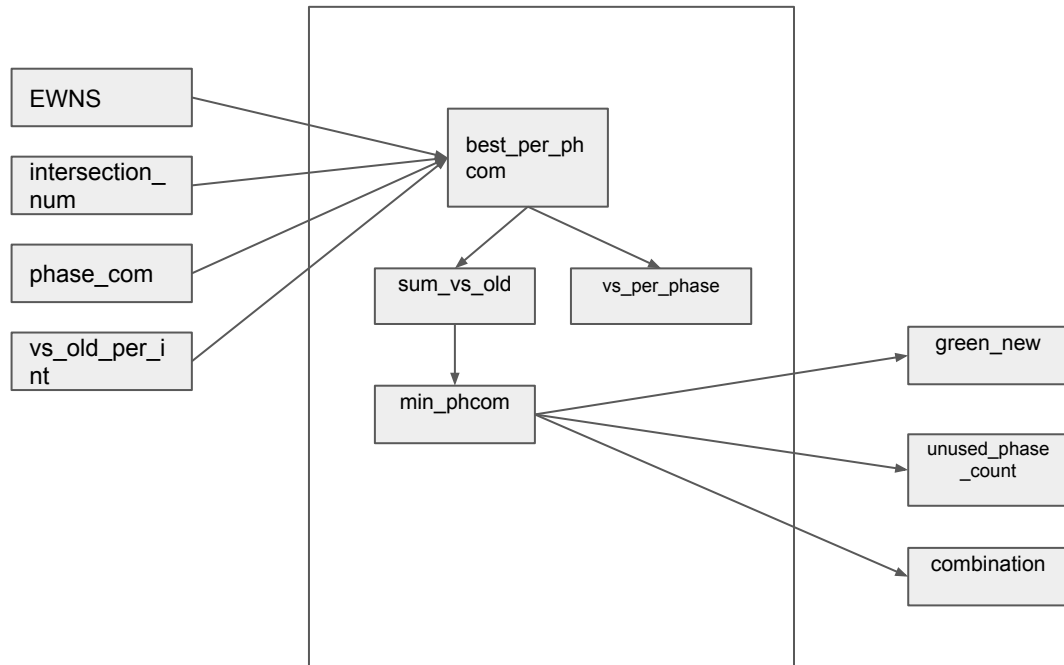 EWNS
intersection_
num
phase_com
vs_old_per_i
nt
best_per_ph
com
sum_vs_old
vs_per_phase
min_phcom
green_new
unused_phase
_count
combination